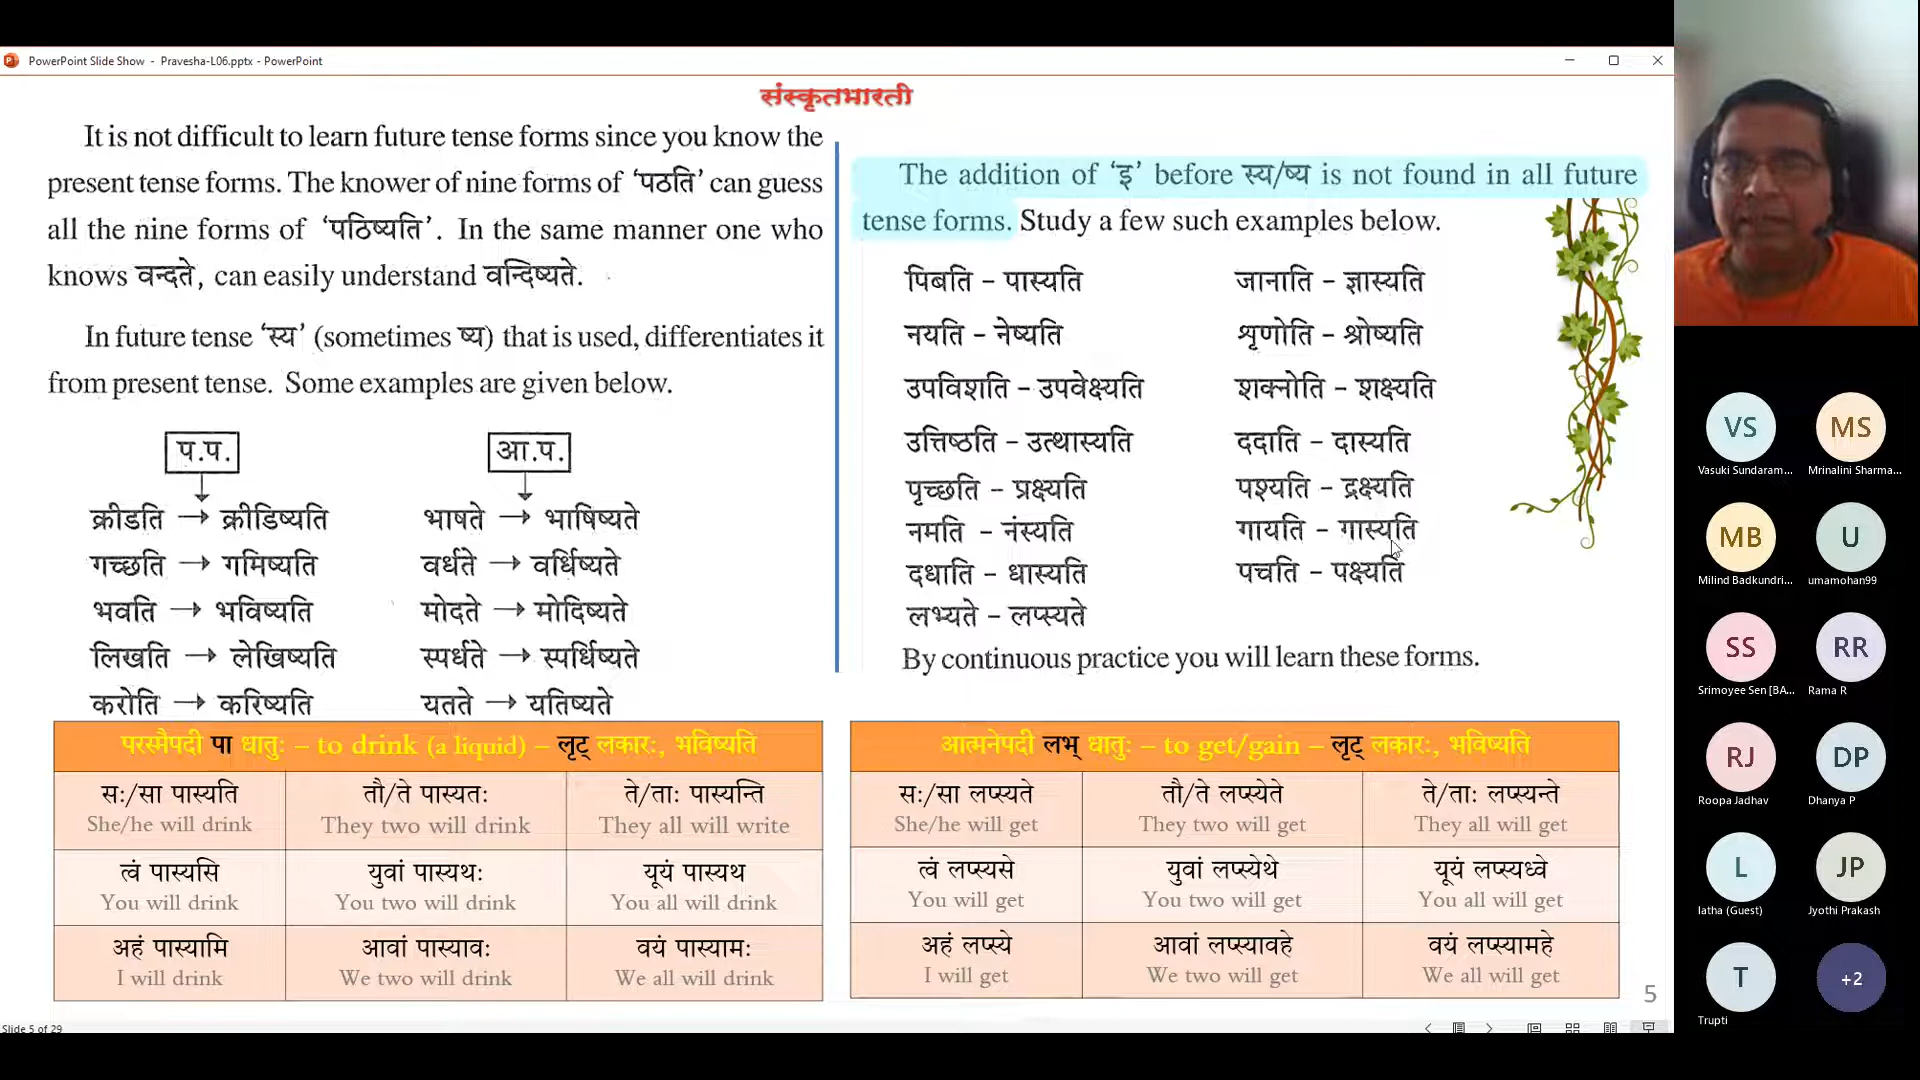 PowerPoint Slide Show - Pravesha-L06.pptx - PowerPoint
संस्कृतभारती
It is not difficult to learn future tense forms since you know the
present tense forms. The knower of nine forms of ‘पठति’ can guess
all the nine forms of ‘पठिष्यति’. In the same manner one who
knows वन्दते, can easily understand वन्दिष्यते.
In future tense ‘स्य’ (sometimes ष्य) that is used, differentiates it
from present tense. Some examples are given below.
प.प. आ.प.
क्रीडति → क्रीडिष्यति भाषते → भाषिष्यते
गच्छति → गमिष्यति वर्धते → वर्धिष्यते
भवति → भविष्यति मोदते → मोदिष्यते
लिखति → लेखिष्यति स्पर्धते → स्पर्धिष्यते
करोति → करिष्यति यतते → यतिष्यते
The addition of ‘इ’ before स्य/ष्य is not found in all future
tense forms. Study a few such examples below.
पिबति – पास्यति जानाति – ज्ञास्यति
नयति – नेष्यति शृणोति – श्रोष्यति
उपविशति – उपवेक्ष्यति शक्नोति – शक्ष्यति
उत्तिष्ठति – उत्थास्यति ददाति – दास्यति
पृच्छति – प्रक्ष्यति पश्यति – द्रक्ष्यति
नमति – नंस्यति गायति – गास्यति
दधाति – धास्यति पचति – पक्ष्यति
लभ्यते – लप्स्यते
By continuous practice you will learn these forms.
परस्मैपदी पा धातुः – to drink (a liquid) – लृट् लकारः, भविष्यति
सः/सा पास्यति तौ/ते पास्यतः ते/ताः पास्यन्ति
She/he will drink They two will drink They all will write
त्वं पास्यसि युवां पास्यथः यूयं पास्यथ
You will drink You two will drink You all will drink
अहं पास्यामि आवां पास्यावः वयं पास्यामः
I will drink We two will drink We all will drink
आत्मनेपदी लभ् धातुः – to get/gain – लृट् लकारः, भविष्यति
सः/सा लप्स्यते तौ/ते लप्स्येते ते/ताः लप्स्यन्ते
She/he will get They two will get They all will get
त्वं लप्स्यसे युवां लप्स्येथे यूयं लप्स्यध्वे
You will get You two will get You all will get
अहं लप्स्ये आवां लप्स्यावहे वयं लप्स्यामहे
I will get We two will get We all will get
5
Slide 5 of 29
VS MS
Vasuki Sundaram... Mrinalini Sharma...
MB U
Milind Badkundri... umamohan99
SS RR
Srimoyee Sen [BA... Rama R
RJ DP
Roopa Jadhav Dhanya P
L JP
latha (Guest) Jyothi Prakash
T +2
Trupti